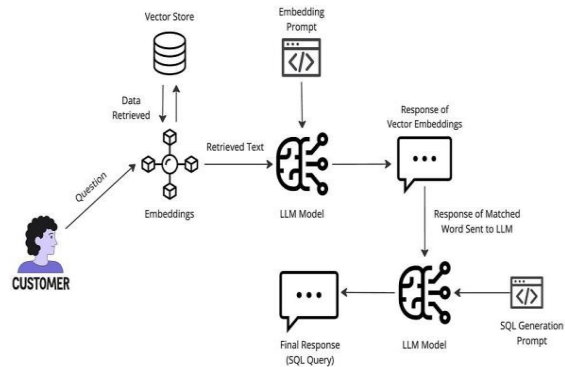 Vector Store
Embedding
Prompt
</>
Data
Retrieved
Response of
Vector Embeddings
Retrieved Text
Question
Embeddings
LLM Model
Response of Matched
Word Sent to LLM
CUSTOMER
</>
Final Response
(SQL Query)
LLM Model
SQL Generation
Prompt